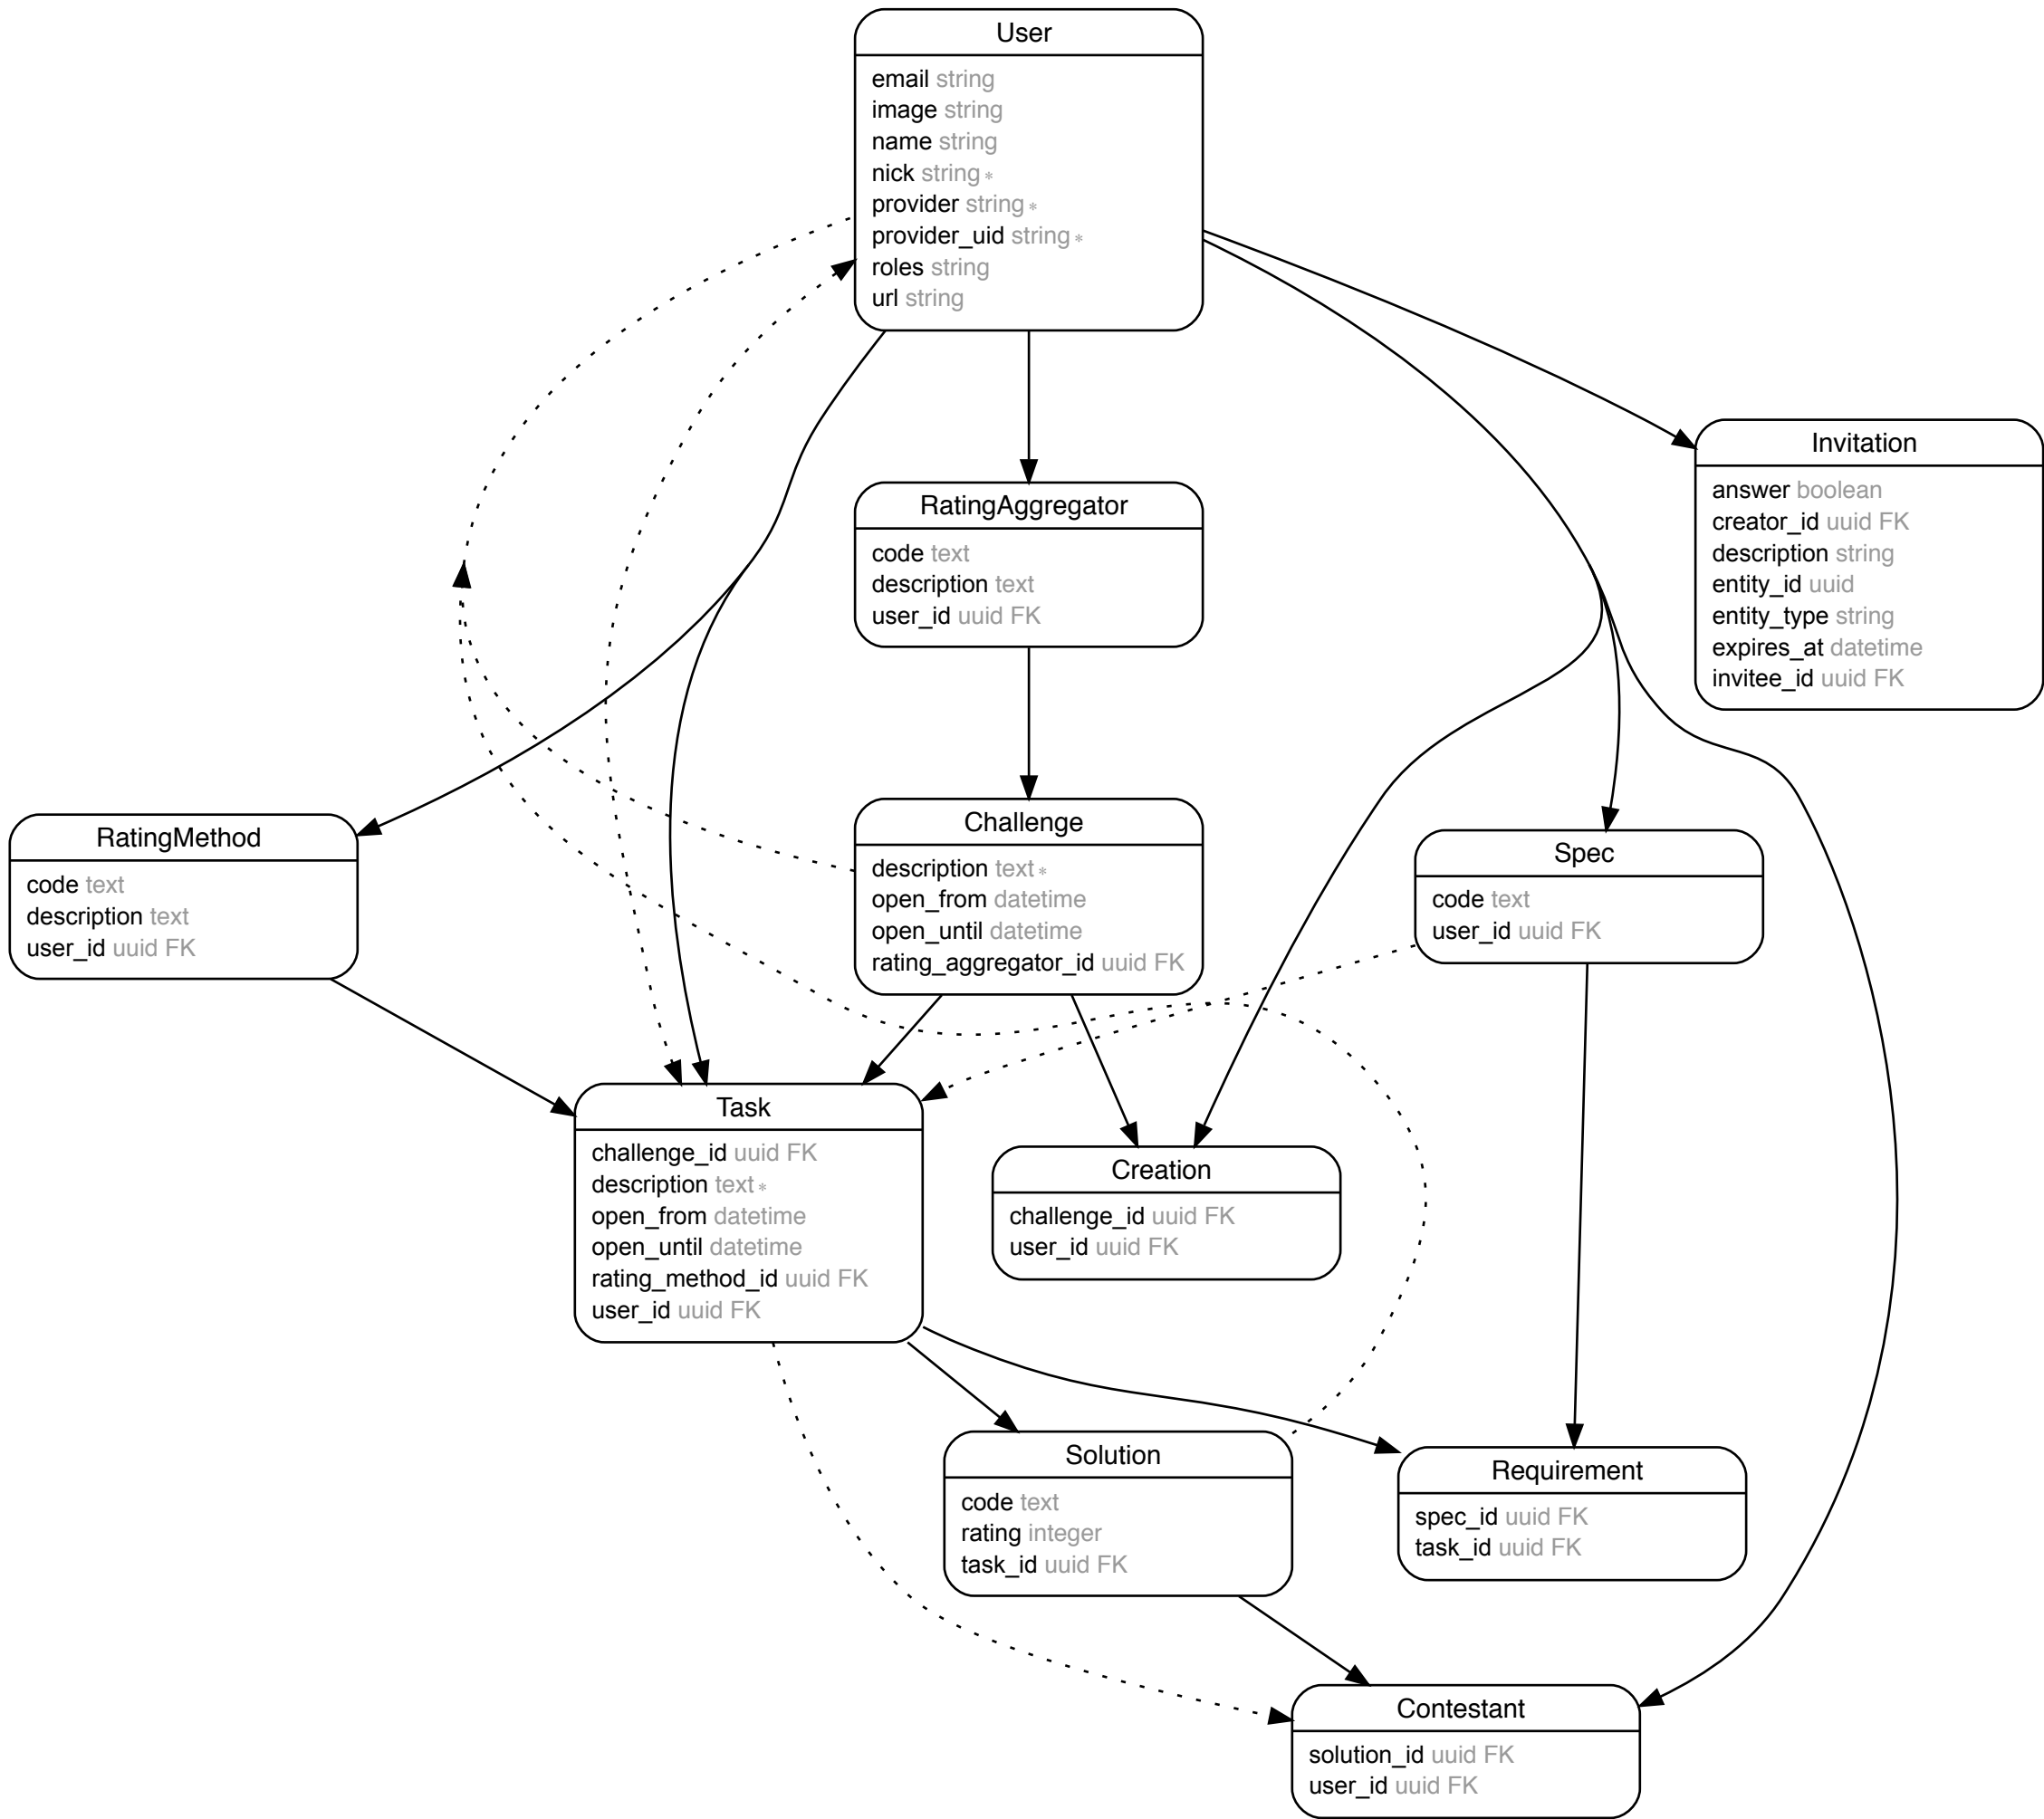 User
email string
image string
name string
nick string *
provider string *
provider_uid string *
roles string
url string
Invitation
answer boolean
creator_id uuid FK
description string
entity_id uuid
entity_type string
expires_at datetime
invitee_id uuid FK
RatingAggregator
code text
description text
user_id uuid FK
RatingMethod
code text
description text
user_id uuid FK
Challenge
description text *
open_from datetime
open_until datetime
rating_aggregator_id uuid FK
Spec
code text
user_id uuid FK
Task
challenge_id uuid FK
description text *
open_from datetime
open_until datetime
rating_method_id uuid FK
user_id uuid FK
Creation
challenge_id uuid FK
user_id uuid FK
Solution
code text
rating integer
task_id uuid FK
Requirement
spec_id uuid FK
task_id uuid FK
Contestant
solution_id uuid FK
user_id uuid FK